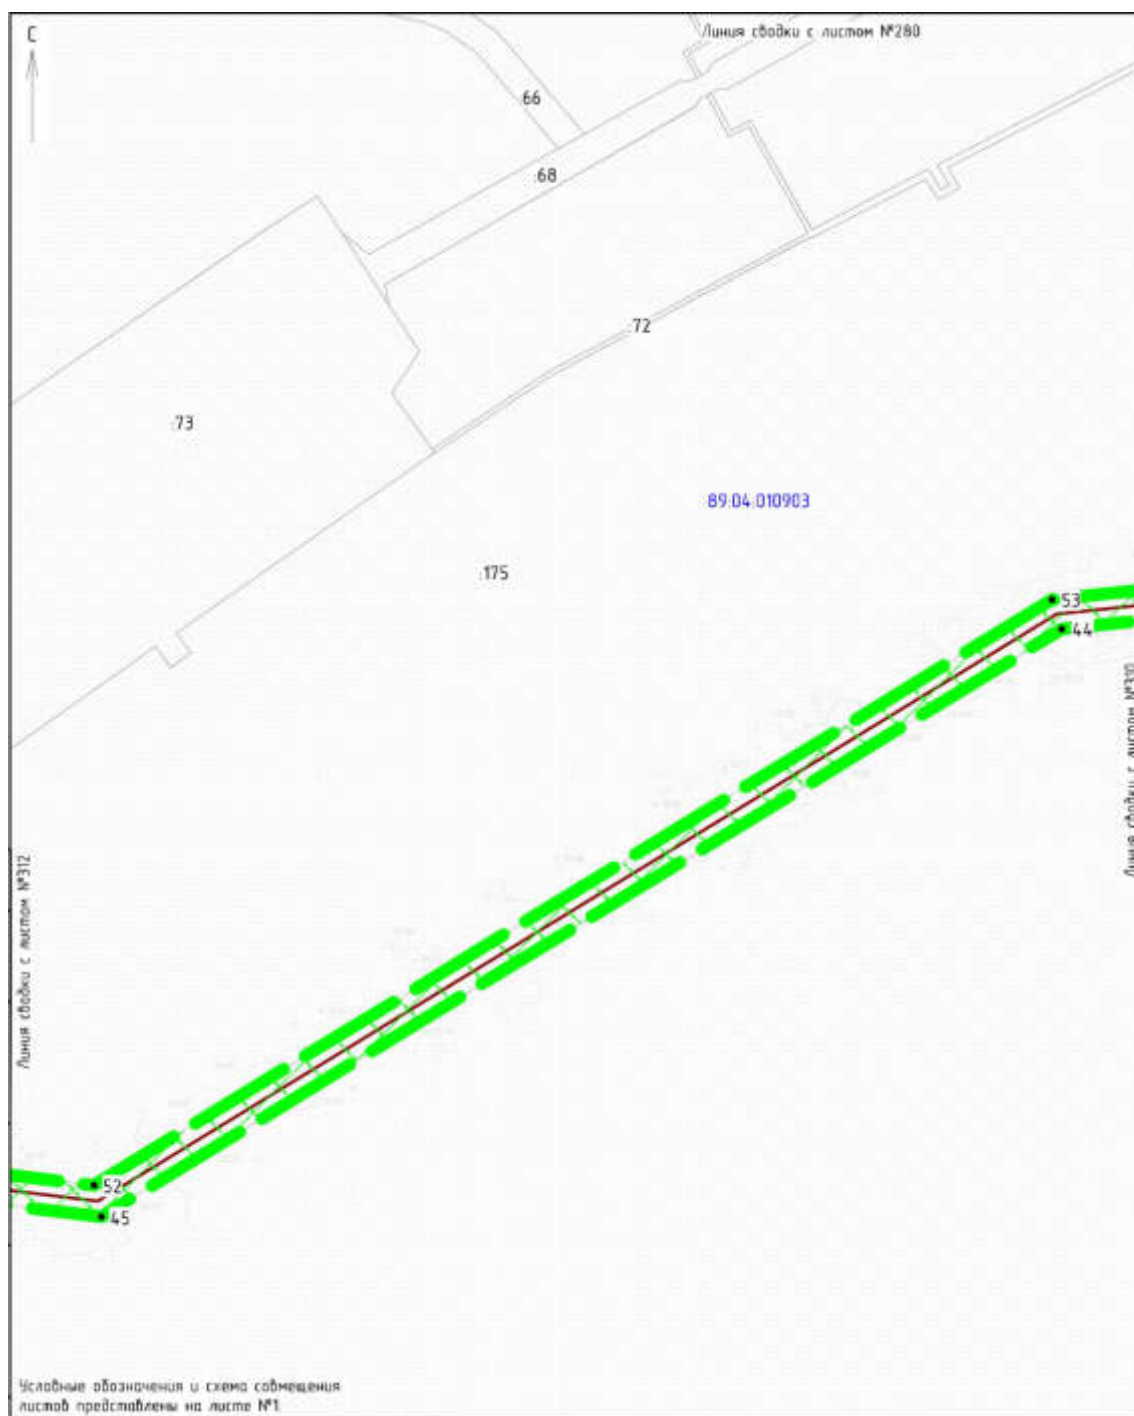 С
Линия сводки с листом №280
66
:68
:72
:73
89:04:010903
:175
53
44
Линия сводки с листом №310
Линия сводки с листом №312
52
45
Условные обозначения и схема совмещения
листов представлены на листе №1